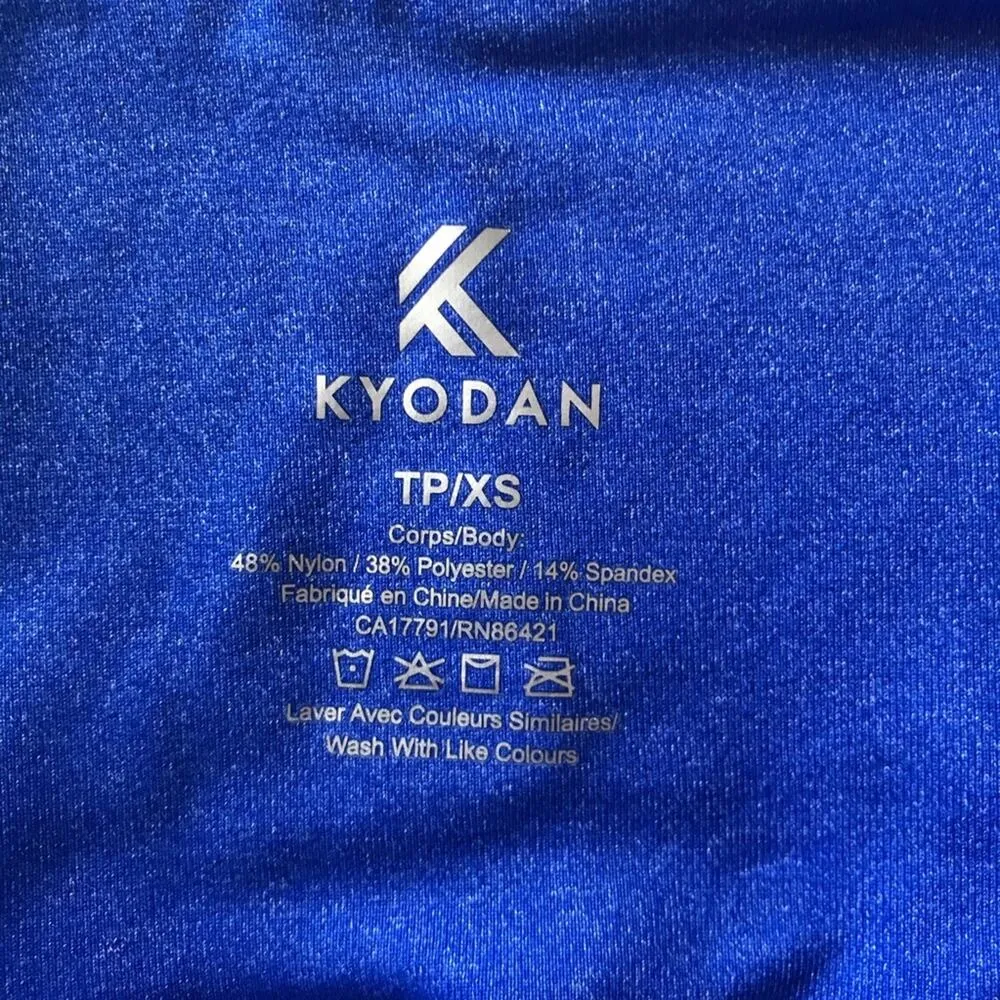 KYODAN
TP/XS
Corps/Body:
48% Nylon / 38% Polyester / 14% Spandex
Fabriqué en Chine/Made in China
CA17791/RN86421
Laver Avec Couleurs Similaires/
Wash With Like Colours